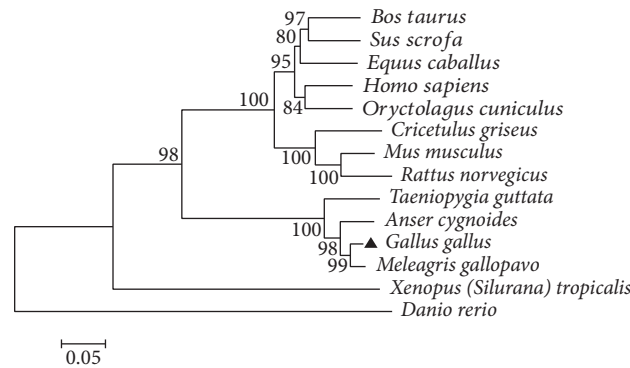 97
Bos taurus
80
Sus scrofa
95
Equus caballus
100
Homo sapiens
84
Oryctolagus cuniculus
Cricetulus griseus
98
100
Mus musculus
100
Rattus norvegicus
Taeniopygia guttata
100
Anser cygnoides
98
Gallus gallus
99
Meleagris gallopavo
Xenopus (Silurana) tropicalis
Danio rerio
0.05